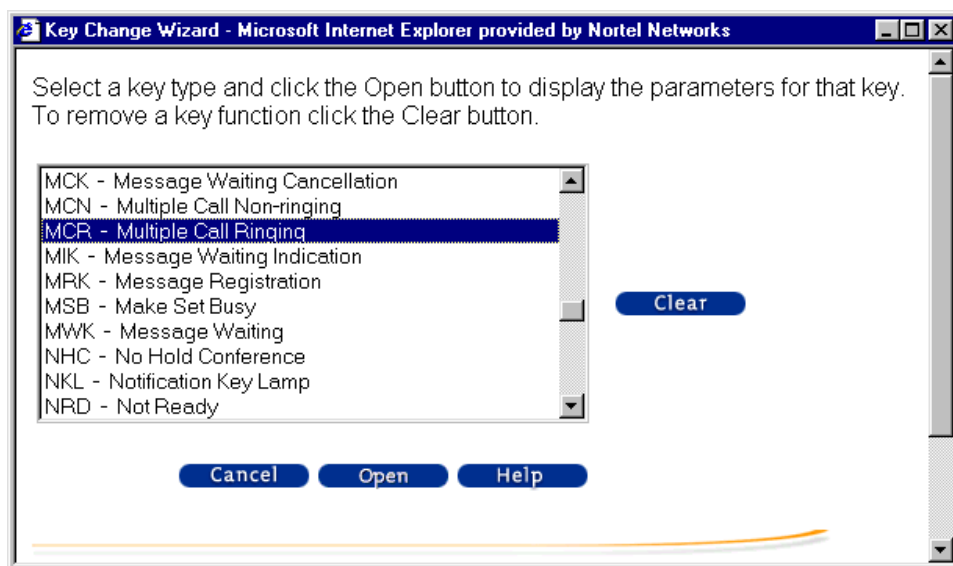 Key Change Wizard - Microsoft Internet Explorer provided by Nortel Networks
Select a key type and click the Open button to display the parameters for that key.
To remove a key function click the Clear button.
MCK - Message Waiting Cancellation
MCN - Multiple Call Non-ringing
MCR - Multiple Call Ringing
MIK - Message Waiting Indication
MRK - Message Registration
MSB - Make Set Busy
MWK - Message Waiting
NHC - No Hold Conference
NKL - Notification Key Lamp
NRD - Not Ready
Clear
Cancel Open Help